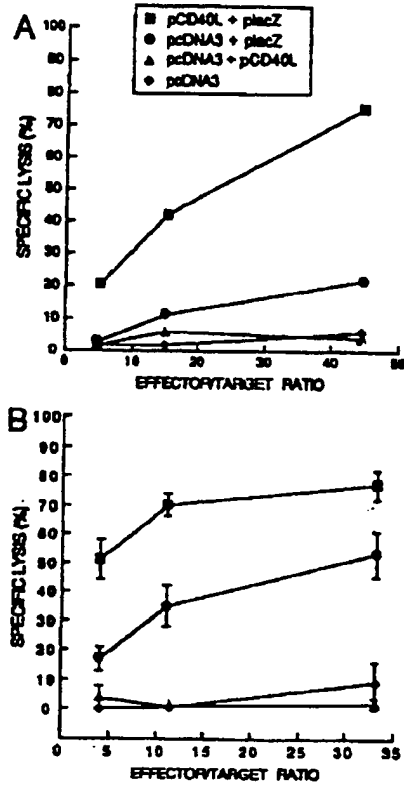 A
pCD40L + placZ
pcDNA3 + placZ
pcDNA3 + pCD40L
pcDNA3
SPECIFIC LYSIS (%)
100
90
80
70
60
50
40
30
20
10
0
0 10 20 30 40 50
EFFECTOR/TARGET RATIO
B
SPECIFIC LYSIS (%)
100
90
80
70
60
50
40
30
20
10
0
0 5 10 15 20 25 30 35
EFFECTOR/TARGET RATIO